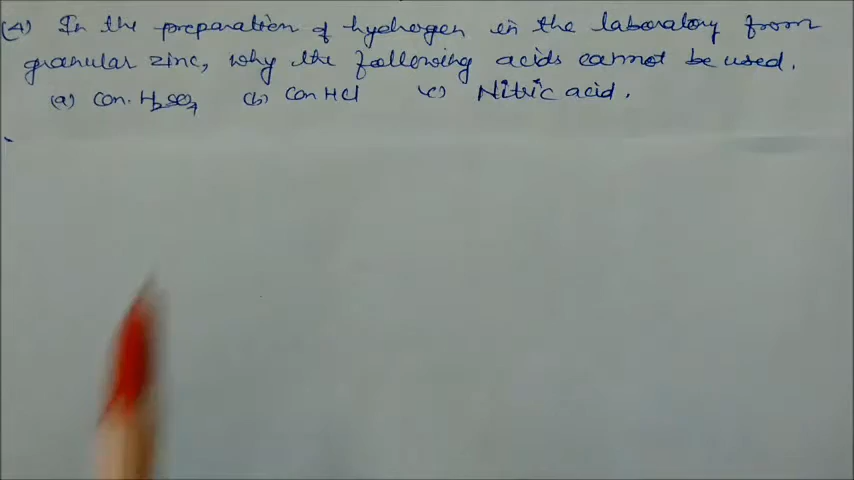 (4) In the preparation of hydrogen in the laboratory from
granular zinc, why the following acids cannot be used.
(a) Con. H₂SO₄ (b) Con HCl (c) Nitric acid.